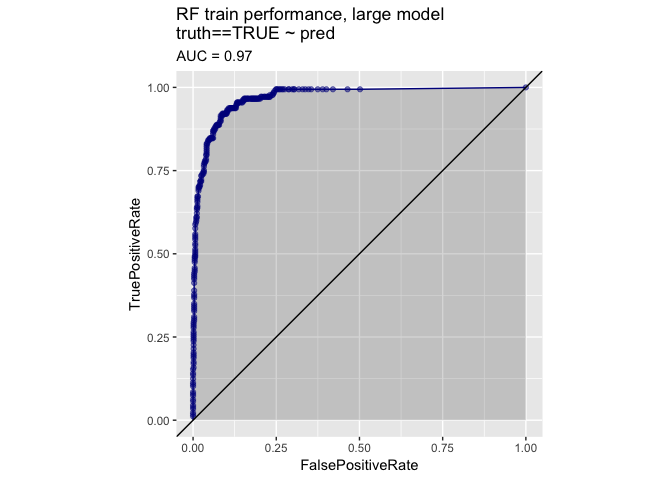 RF train performance, large model
truth==TRUE ~ pred
AUC = 0.97
1.00
0.75
0.50
0.25
0.00
TruePositiveRate
0.00 0.25 0.50 0.75 1.00
FalsePositiveRate